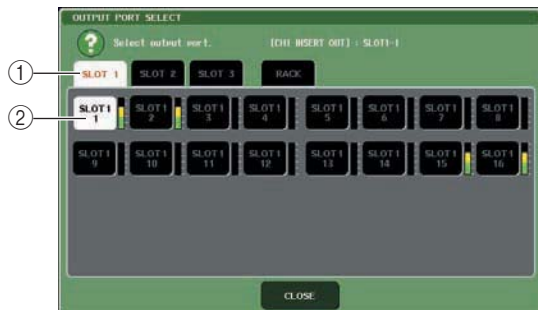 OUTPUT PORT SELECT
Select output port. [CH1 INSERT OUT] : SLOT1-1
① SLOT 1 SLOT 2 SLOT 3 RACK
② SLOT1 1 SLOT1 2 SLOT1 3 SLOT1 4 SLOT1 5 SLOT1 6 SLOT1 7 SLOT1 8
SLOT1 9 SLOT1 10 SLOT1 11 SLOT1 12 SLOT1 13 SLOT1 14 SLOT1 15 SLOT1 16
CLOSE